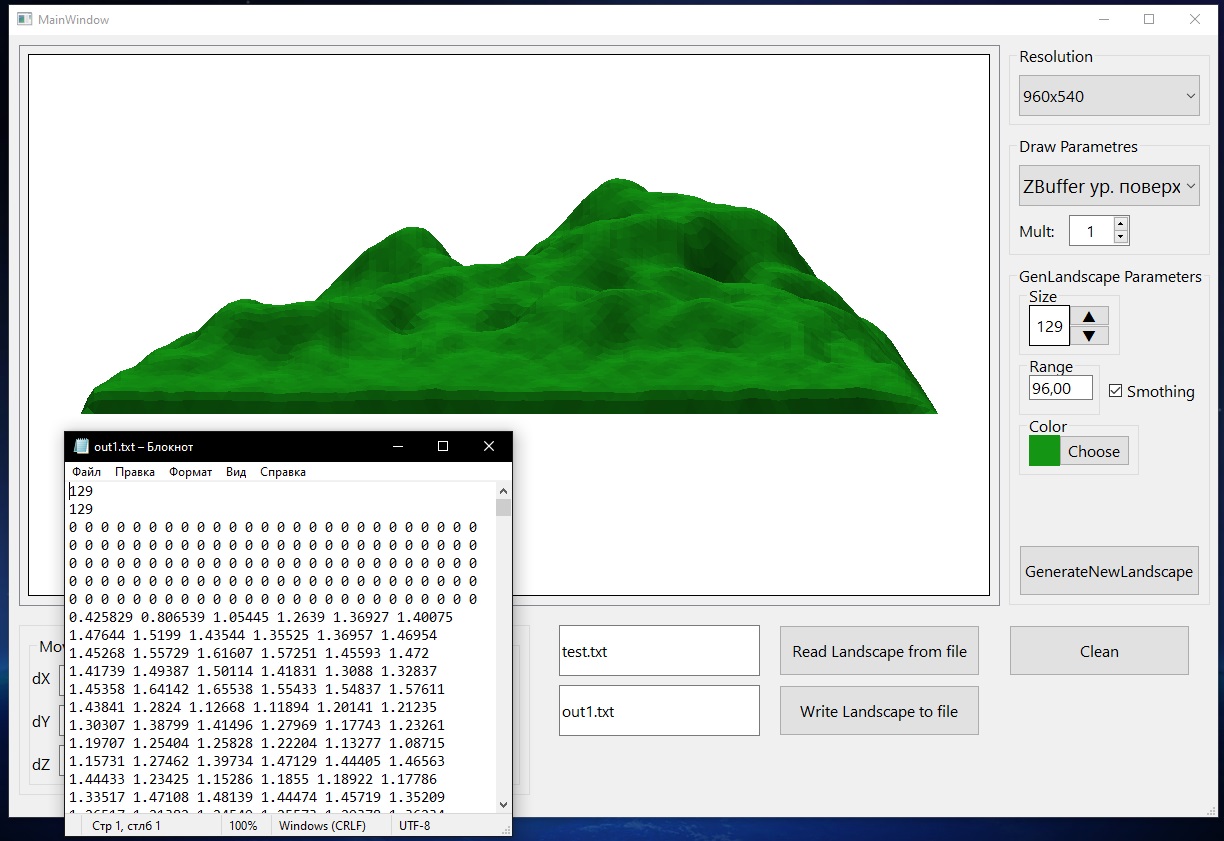 MainWindow
Resolution
960x540
Draw Parametres
ZBuffer ур. поверх
Mult:
1
GenLandscape Parameters
Size
129
Range
96,00
Smothing
Color
Choose
GenerateNewLandscape
out1.txt – Блокнот
Файл Правка Формат Вид Справка
129
129
0 0 0 0 0 0 0 0 0 0 0 0 0 0 0 0 0 0 0 0 0 0 0 0 0 0
0 0 0 0 0 0 0 0 0 0 0 0 0 0 0 0 0 0 0 0 0 0 0 0 0 0
0 0 0 0 0 0 0 0 0 0 0 0 0 0 0 0 0 0 0 0 0 0 0 0 0 0
0 0 0 0 0 0 0 0 0 0 0 0 0 0 0 0 0 0 0 0 0 0 0 0 0 0
0 0 0 0 0 0 0 0 0 0 0 0 0 0 0 0 0 0 0 0 0 0 0 0 0 0
0.425829 0.806539 1.05445 1.2639 1.36927 1.40075
1.47644 1.5199 1.43544 1.35525 1.36957 1.46954
1.45268 1.55729 1.61607 1.57251 1.45593 1.472
1.41739 1.49387 1.50114 1.41831 1.3088 1.32837
1.45358 1.64142 1.65538 1.55433 1.54837 1.57611
1.43841 1.2824 1.12668 1.11894 1.20141 1.21235
1.30307 1.38799 1.41496 1.27969 1.17743 1.23261
1.19707 1.25404 1.25828 1.22204 1.13277 1.08715
1.15731 1.27462 1.39734 1.47129 1.44405 1.46563
1.44433 1.23425 1.15286 1.1855 1.18922 1.17786
1.33517 1.47108 1.48139 1.44474 1.45719 1.35209
Стр 1, стлб 1
100%
Windows (CRLF)
UTF-8
dX
dY
dZ
test.txt
Read Landscape from file
Clean
out1.txt
Write Landscape to file